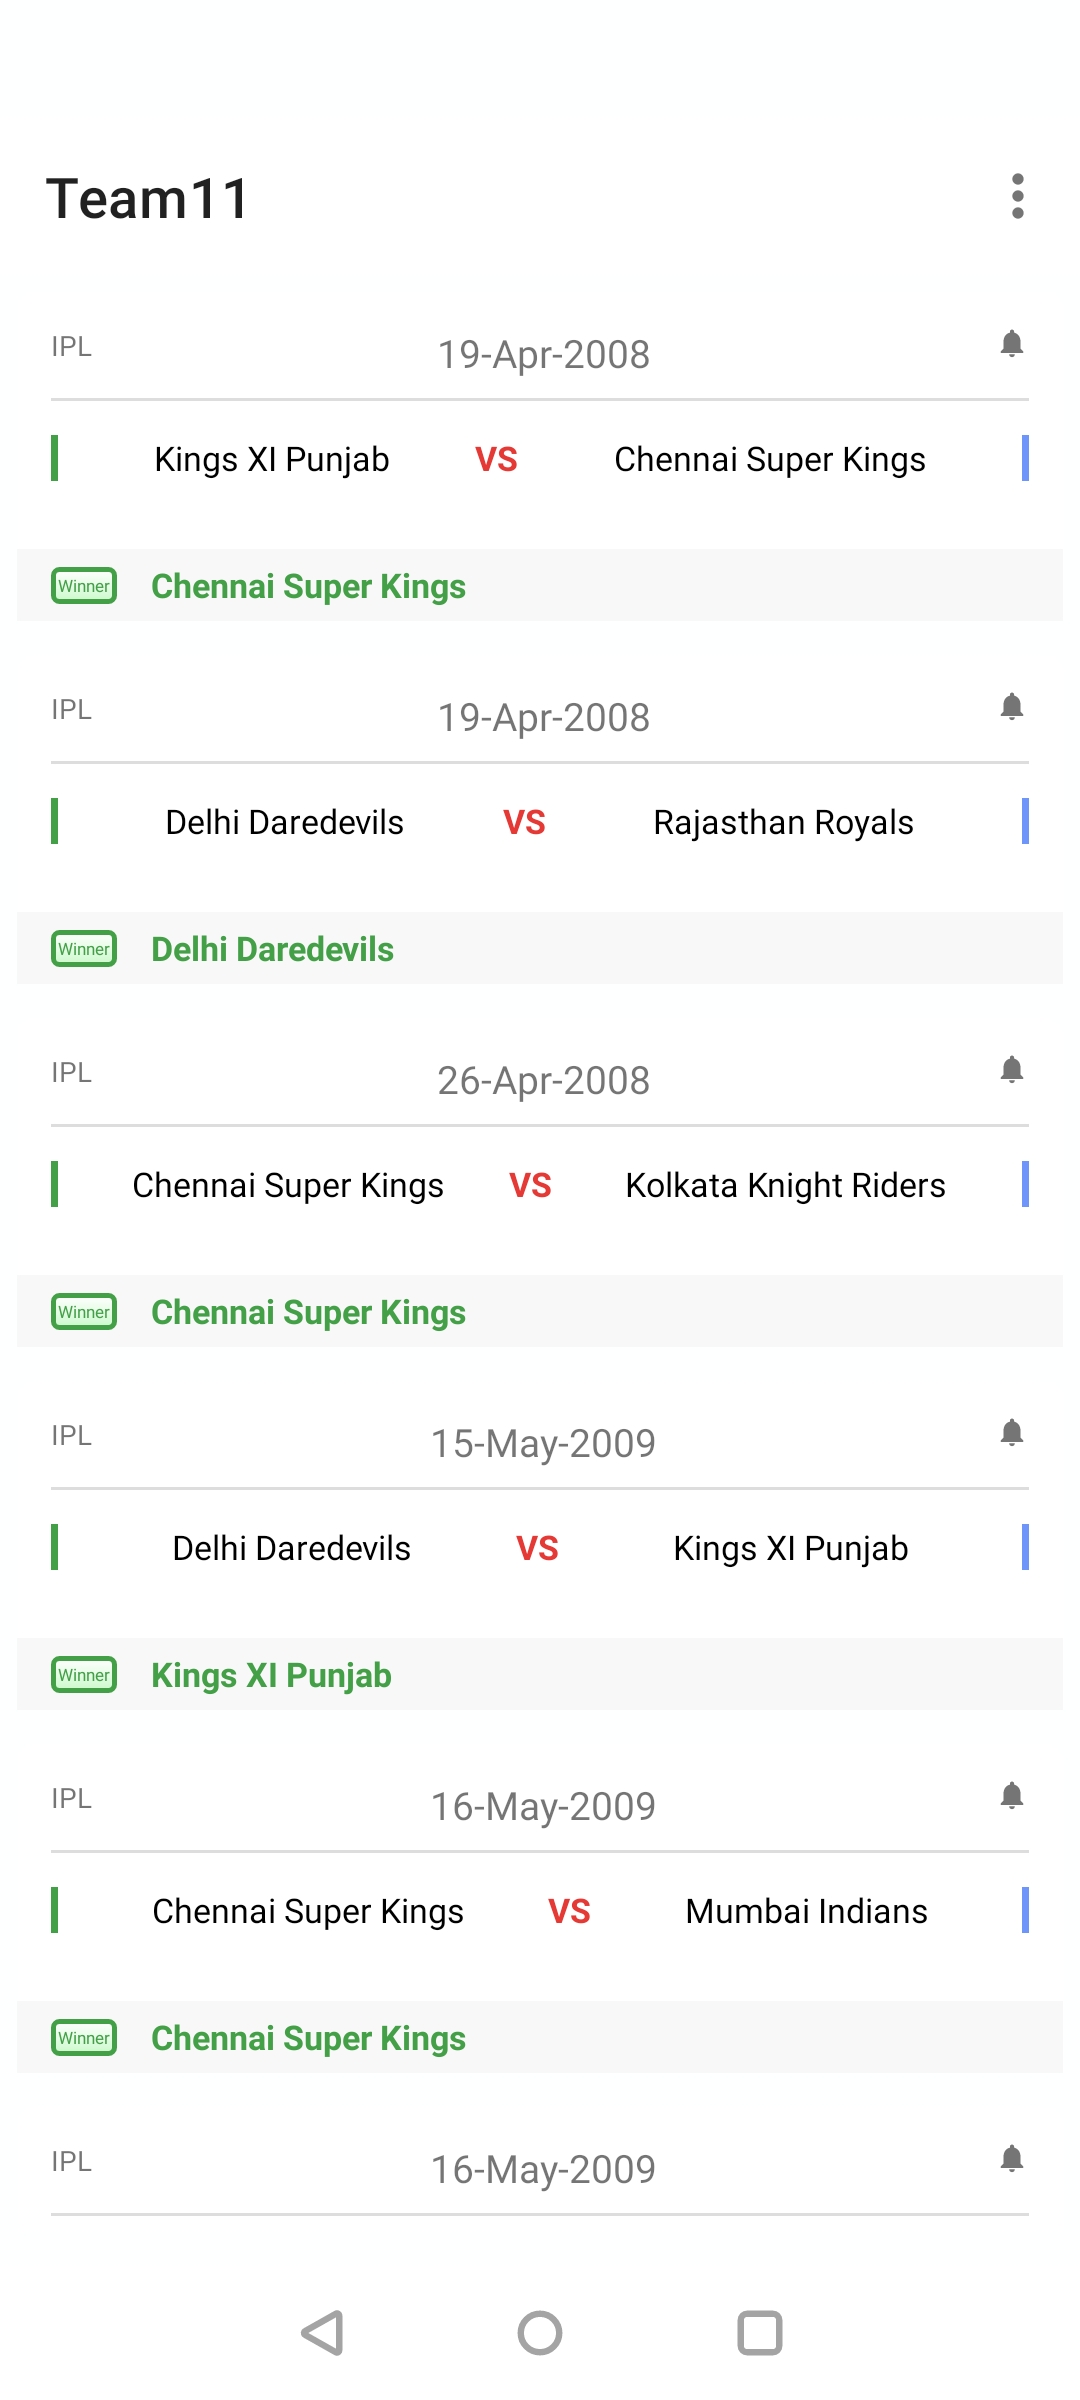 Team11
IPL
19-Apr-2008
Kings XI Punjab VS Chennai Super Kings
Winner Chennai Super Kings
IPL
19-Apr-2008
Delhi Daredevils VS Rajasthan Royals
Winner Delhi Daredevils
IPL
26-Apr-2008
Chennai Super Kings VS Kolkata Knight Riders
Winner Chennai Super Kings
IPL
15-May-2009
Delhi Daredevils VS Kings XI Punjab
Winner Kings XI Punjab
IPL
16-May-2009
Chennai Super Kings VS Mumbai Indians
Winner Chennai Super Kings
IPL
16-May-2009